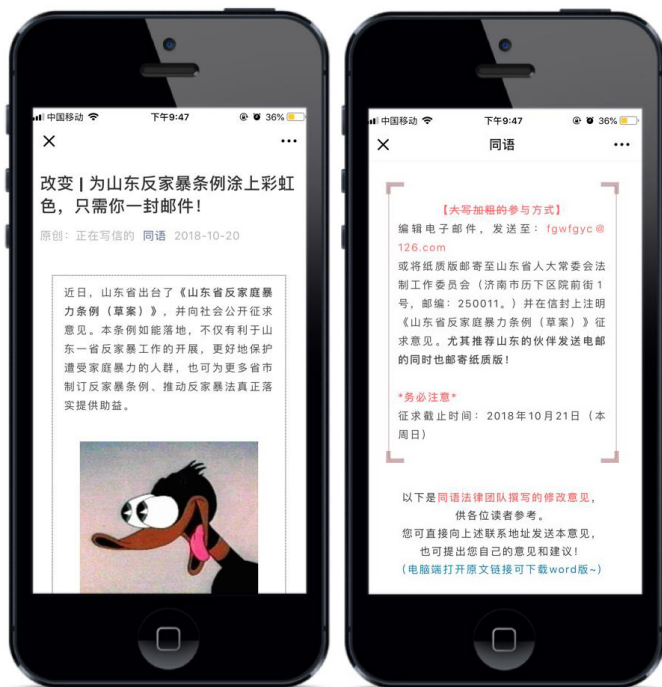 中国移动 下午9:47 36%
改变 | 为山东反家暴条例涂上彩虹
色，只需你一封邮件！
原创：正在写信的 同语 2018-10-20
近日，山东省出台了《山东省反家庭暴
力条例（草案）》，并向社会公开征求
意见。本条例如能落地，不仅有利于山
东一省反家暴工作的开展，更好地保护
遭受家庭暴力的人群，也可为更多省市
制订反家暴条例、推动反家暴法真正落
实提供助益。
中国移动 下午9:47 36%
同语
【大写加粗的参与方式】
编辑电子邮件，发送至：fgwfgyc@
126.com
或将纸质版邮寄至山东省人大常委会法
制工作委员会（济南市历下区院前街1
号，邮编：250011。）并在信封上注明
《山东省反家庭暴力条例（草案）》征
求意见。尤其推荐山东的伙伴发送电邮
的同时也邮寄纸质版！
*务必注意*
征求截止时间：2018年10月21日（本
周日）
以下是同语法律团队撰写的修改意见，
供各位读者参考。
您可直接向上述联系地址发送本意见，
也可提出您自己的意见和建议！
（电脑端打开原文链接可下载word版~）